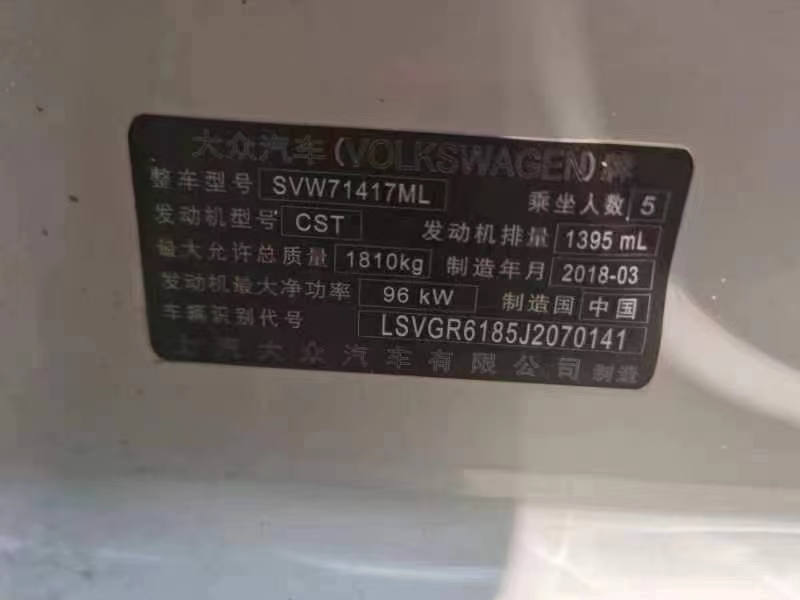 大众汽车(VOLKSWAGEN)牌
整车型号 SVW71417ML 乘坐人数 5
发动机型号 CST 发动机排量 1395 mL
最大允许总质量 1810kg 制造年月 2018-03
发动机最大净功率 96 kW 制造国 中国
车辆识别代号 LSVGR6185J2070141
上汽大众汽车有限公司 制造